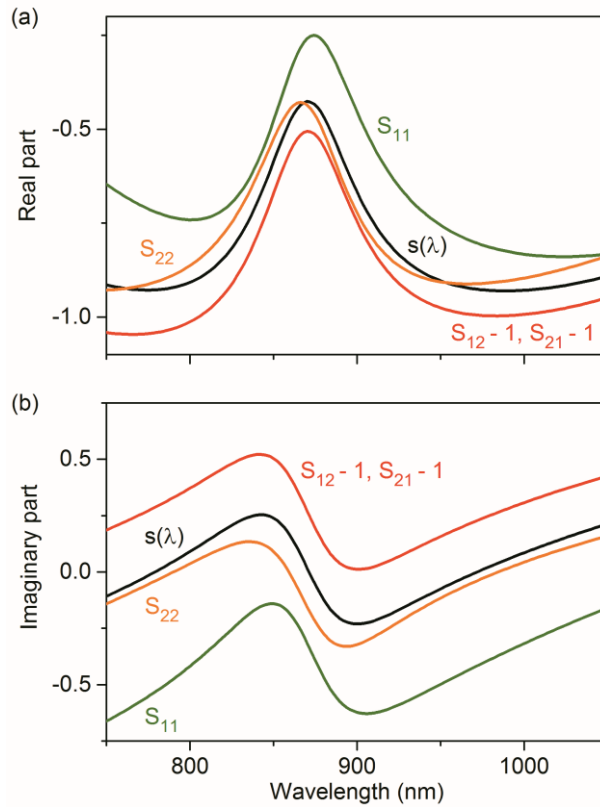 (a)
Real part
-0.5
-1.0
S₁₁
S₂₂
s(λ)
S₁₂ - 1, S₂₁ - 1
(b)
Imaginary part
0.5
0.0
-0.5
S₁₂ - 1, S₂₁ - 1
s(λ)
S₂₂
S₁₁
800
900
1000
Wavelength (nm)